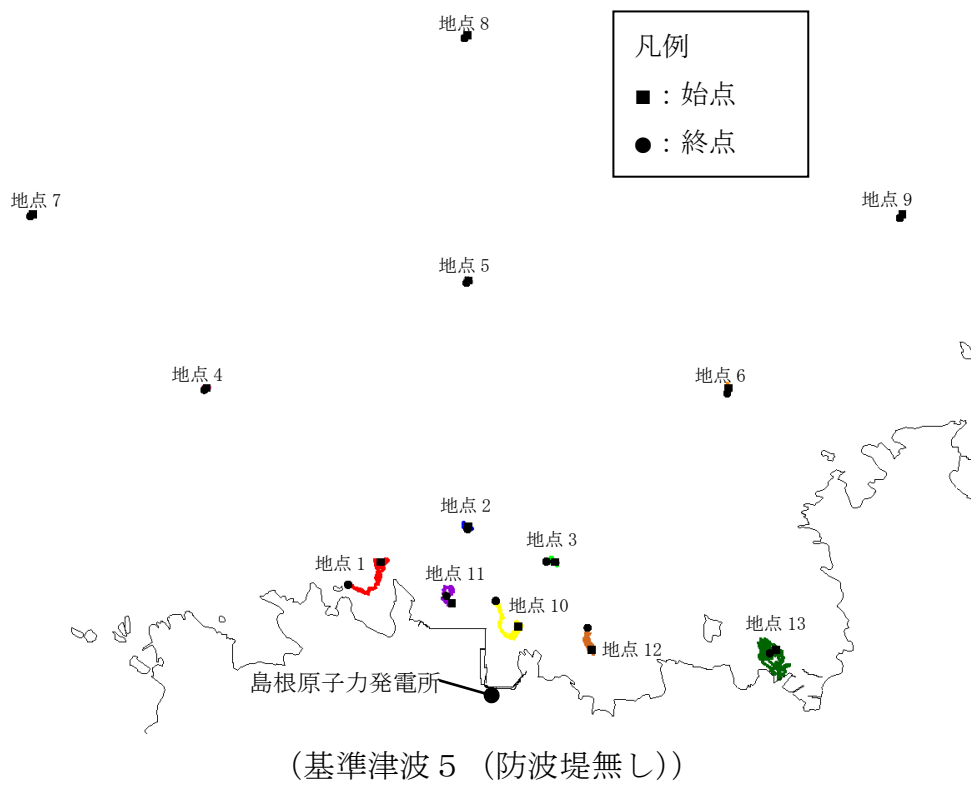 地点 8
凡例
■：始点
●：終点
地点 7
地点 9
地点 5
地点 4
地点 6
地点 2
地点 3
地点 1
地点 11
地点 10
地点 12
地点 13
島根原子力発電所
（基準津波５（防波堤無し））